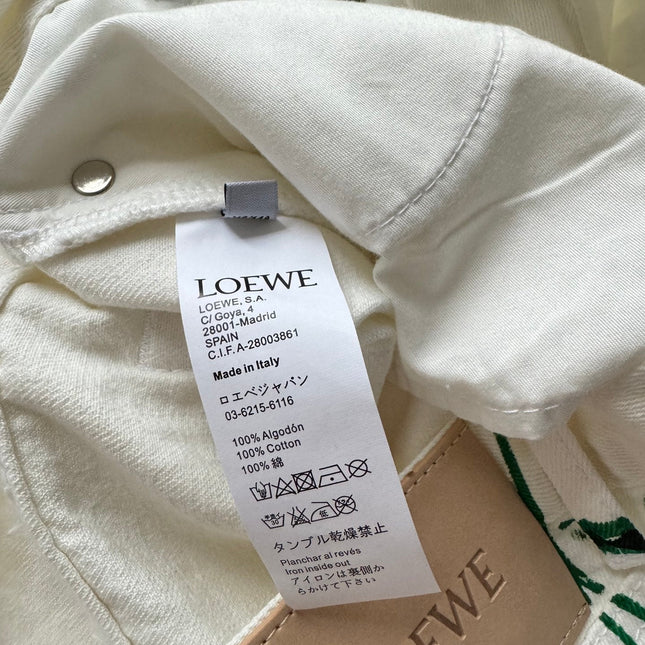 LOEWE
LOEWE, S.A.
C/ Goya, 4
28001-Madrid
SPAIN
C.I.F.A-28003861
Made in Italy
ロエベジャパン
03-6215-6116
100% Algodón
100% Cotton
100% 綿
タンブル乾燥禁止
Planchar al revés
Iron inside out
アイロンは裏側か
らかけて下さい
LOEWE